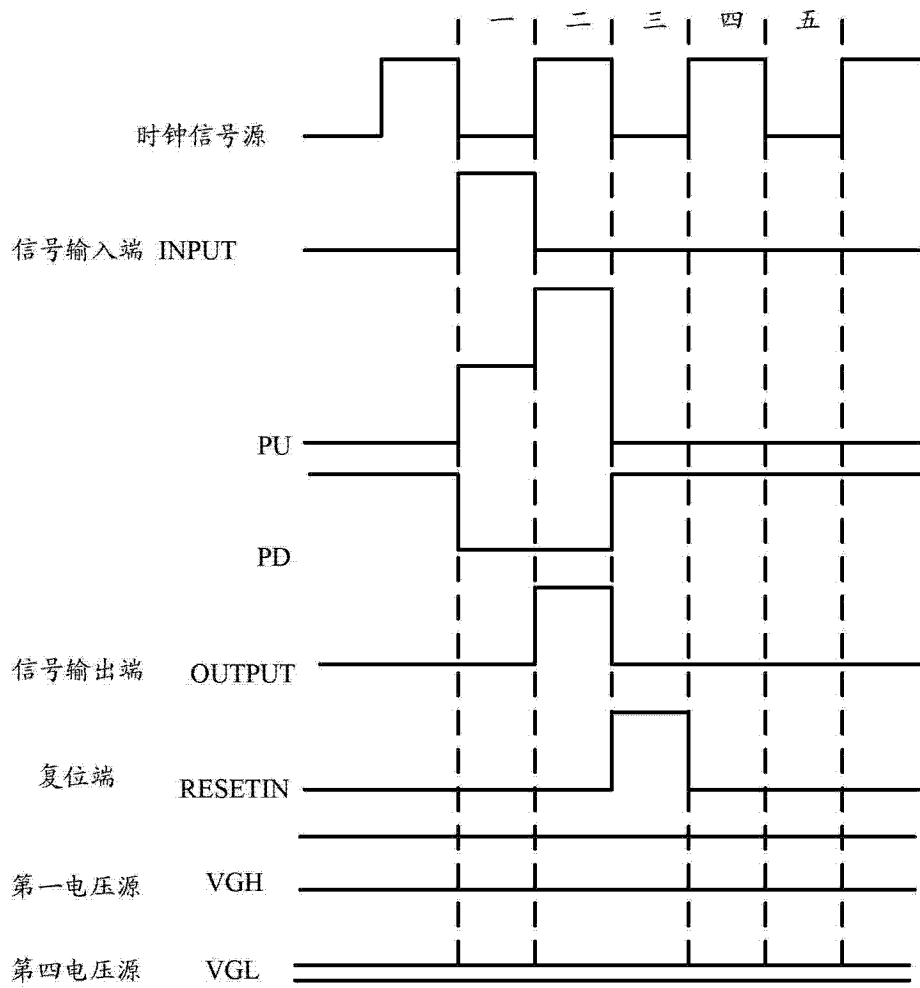 一 二 三 四 五
时钟信号源
信号输入端 INPUT
PU
PD
信号输出端 OUTPUT
复位端 RESETIN
第一电压源 VGH
第四电压源 VGL